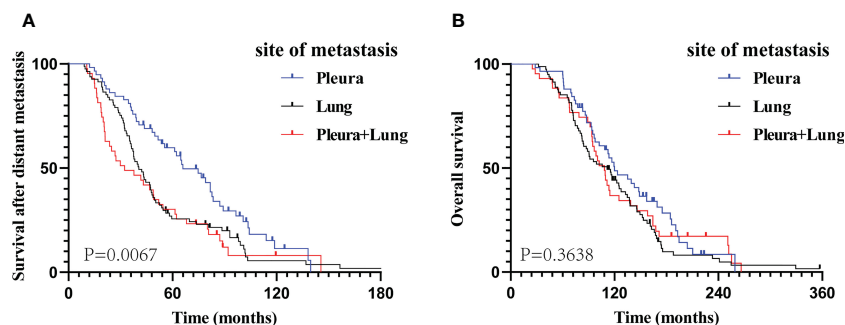 A
site of metastasis
Pleura
Lung
Pleura+Lung
Survival after distant metastasis
100
50
0
P=0.0067
0 60 120 180
Time (months)
B
site of metastasis
Pleura
Lung
Pleura+Lung
Overall survival
100
50
0
P=0.3638
0 120 240 360
Time (months)